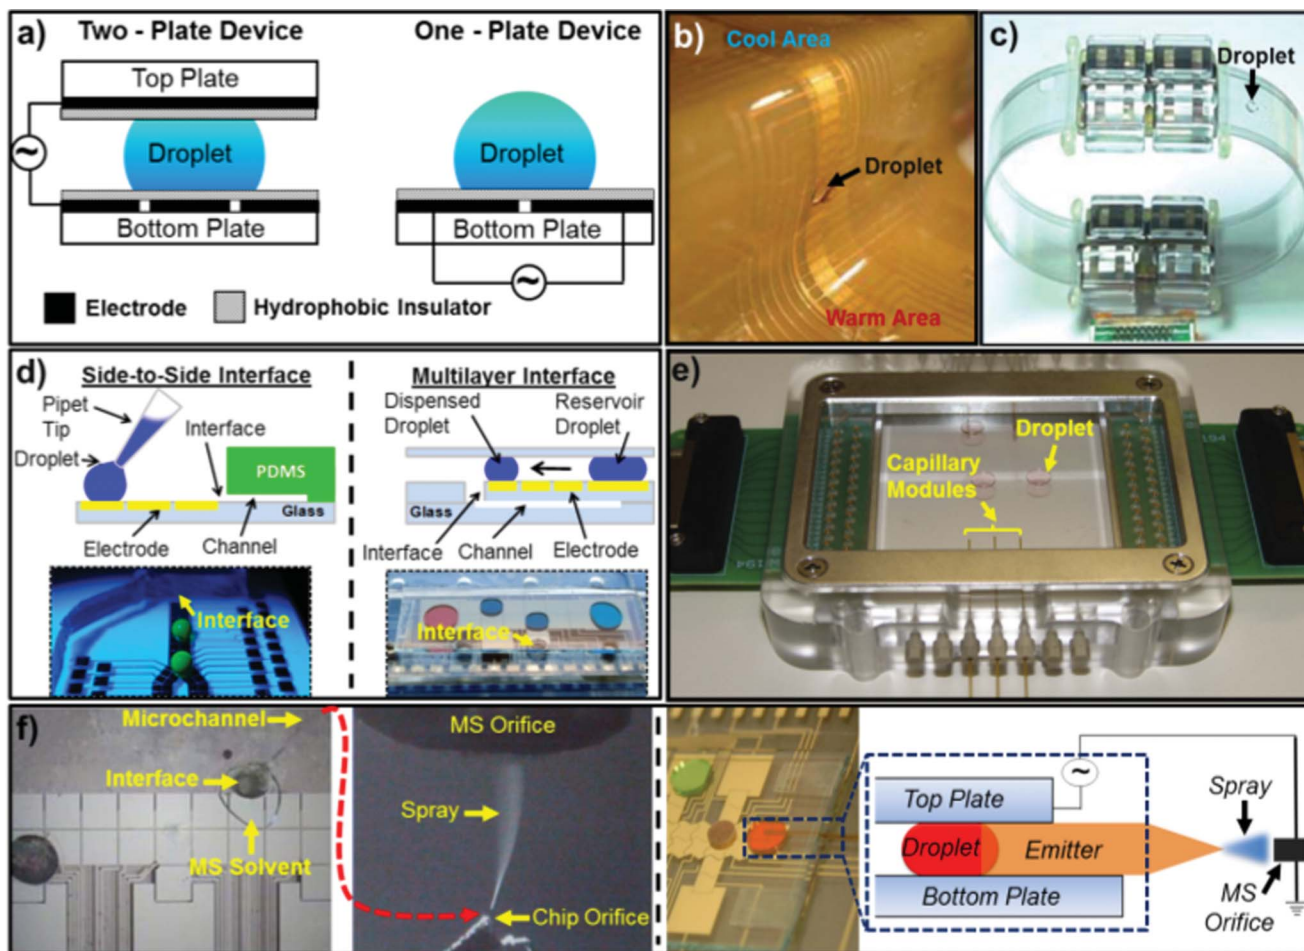 a)
Two - Plate Device
One - Plate Device
Top Plate
Droplet
Droplet
~
Bottom Plate
Bottom Plate
~
Electrode
Hydrophobic Insulator
b)
Cool Area
Droplet
Warm Area
c)
Droplet
d)
Side-to-Side Interface
Pipet
Tip
Interface
Droplet
PDMS
Glass
Electrode
Channel
Interface
Multilayer Interface
Dispensed
Droplet
Reservoir
Droplet
Glass
Interface
Channel
Electrode
Interface
e)
194
Droplet
Capillary
Modules
194
f)
Microchannel
Interface
MS Solvent
MS Orifice
Spray
Chip Orifice
~
Top Plate
Spray
Droplet
Emitter
Bottom Plate
MS
Orifice